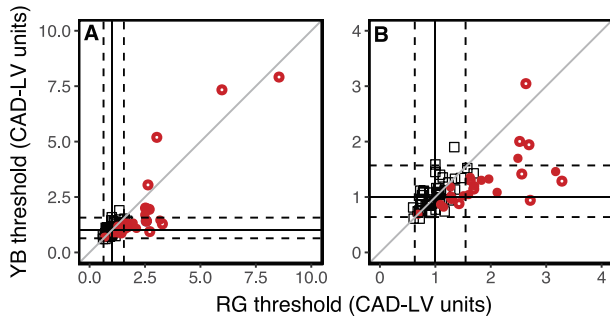 A
B
YB threshold (CAD-LV units)
10.0
7.5
5.0
2.5
0.0
0.0 2.5 5.0 7.5 10.0
4
3
2
1
0
0 1 2 3 4
RG threshold (CAD-LV units)